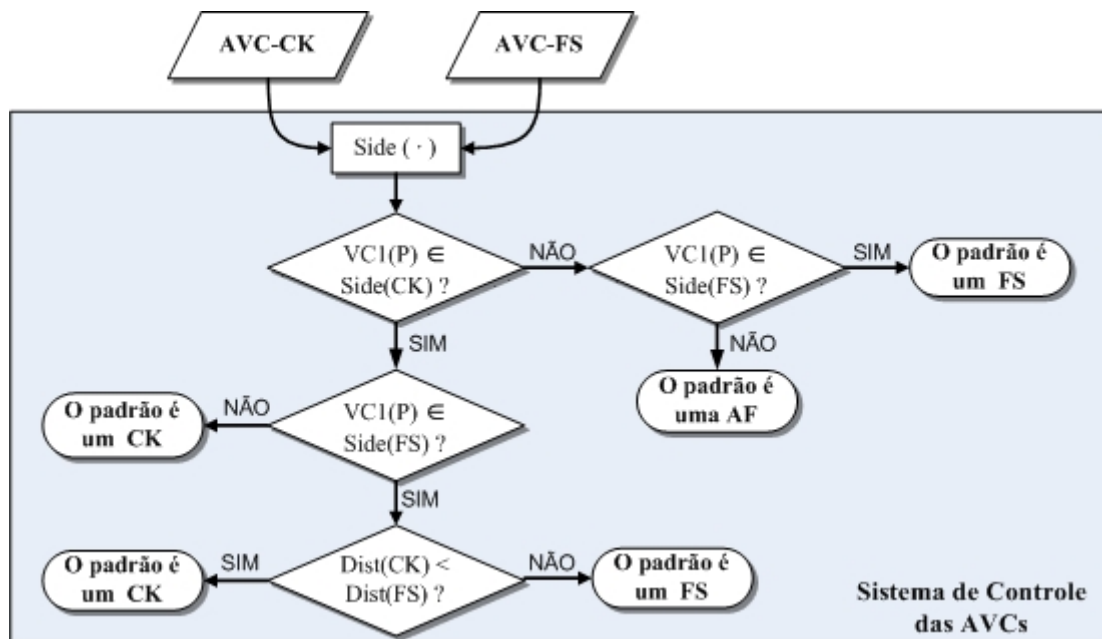 AVC-CK
AVC-FS
Side ( · )
VC1(P) ∈
Side(CK) ?
NÃO
VC1(P) ∈
Side(FS) ?
SIM
O padrão é
um FS
SIM
NÃO
O padrão é
uma AF
VC1(P) ∈
Side(FS) ?
NÃO
O padrão é
um CK
SIM
Dist(CK) <
Dist(FS) ?
SIM
O padrão é
um CK
NÃO
O padrão é
um FS
Sistema de Controle
das AVCs